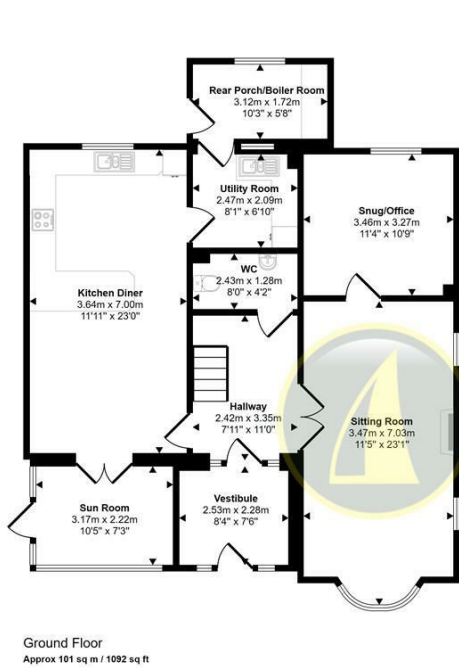 Rear Porch/Boiler Room
3.12m x 1.72m
10'3" x 5'8"
Utility Room
2.47m x 2.09m
8'1" x 6'10"
Snug/Office
3.46m x 3.27m
11'4" x 10'9"
WC
2.43m x 1.28m
8'0" x 4'2"
Kitchen Diner
3.64m x 7.00m
11'11" x 23'0"
Hallway
2.42m x 3.35m
7'11" x 11'0"
Sitting Room
3.47m x 7.03m
11'5" x 23'1"
Sun Room
3.17m x 2.22m
10'5" x 7'3"
Vestibule
2.53m x 2.28m
8'4" x 7'6"
Ground Floor
Approx 101 sq m / 1092 sq ft